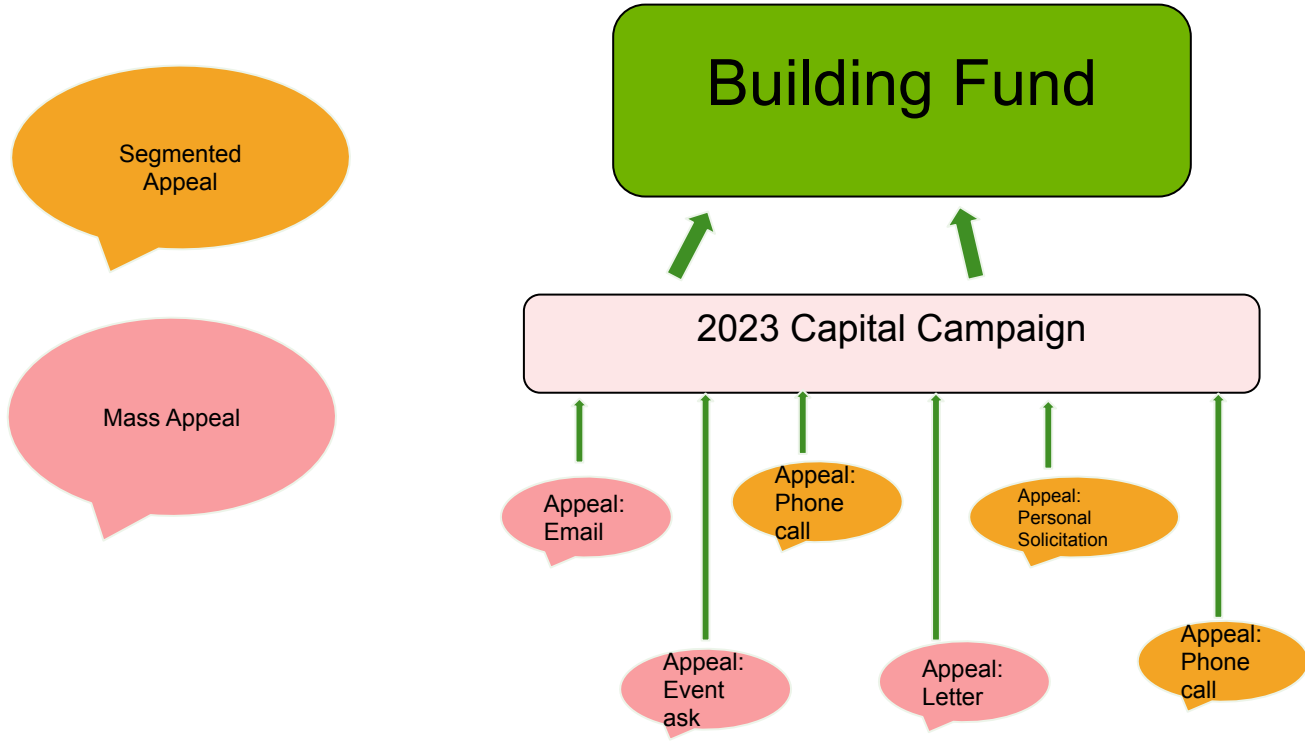 Building Fund
Segmented
Appeal
2023 Capital Campaign
Mass Appeal
Appeal:
Email
Appeal:
Phone
call
Appeal:
Personal
Solicitation
Appeal:
Event
ask
Appeal:
Letter
Appeal:
Phone
call